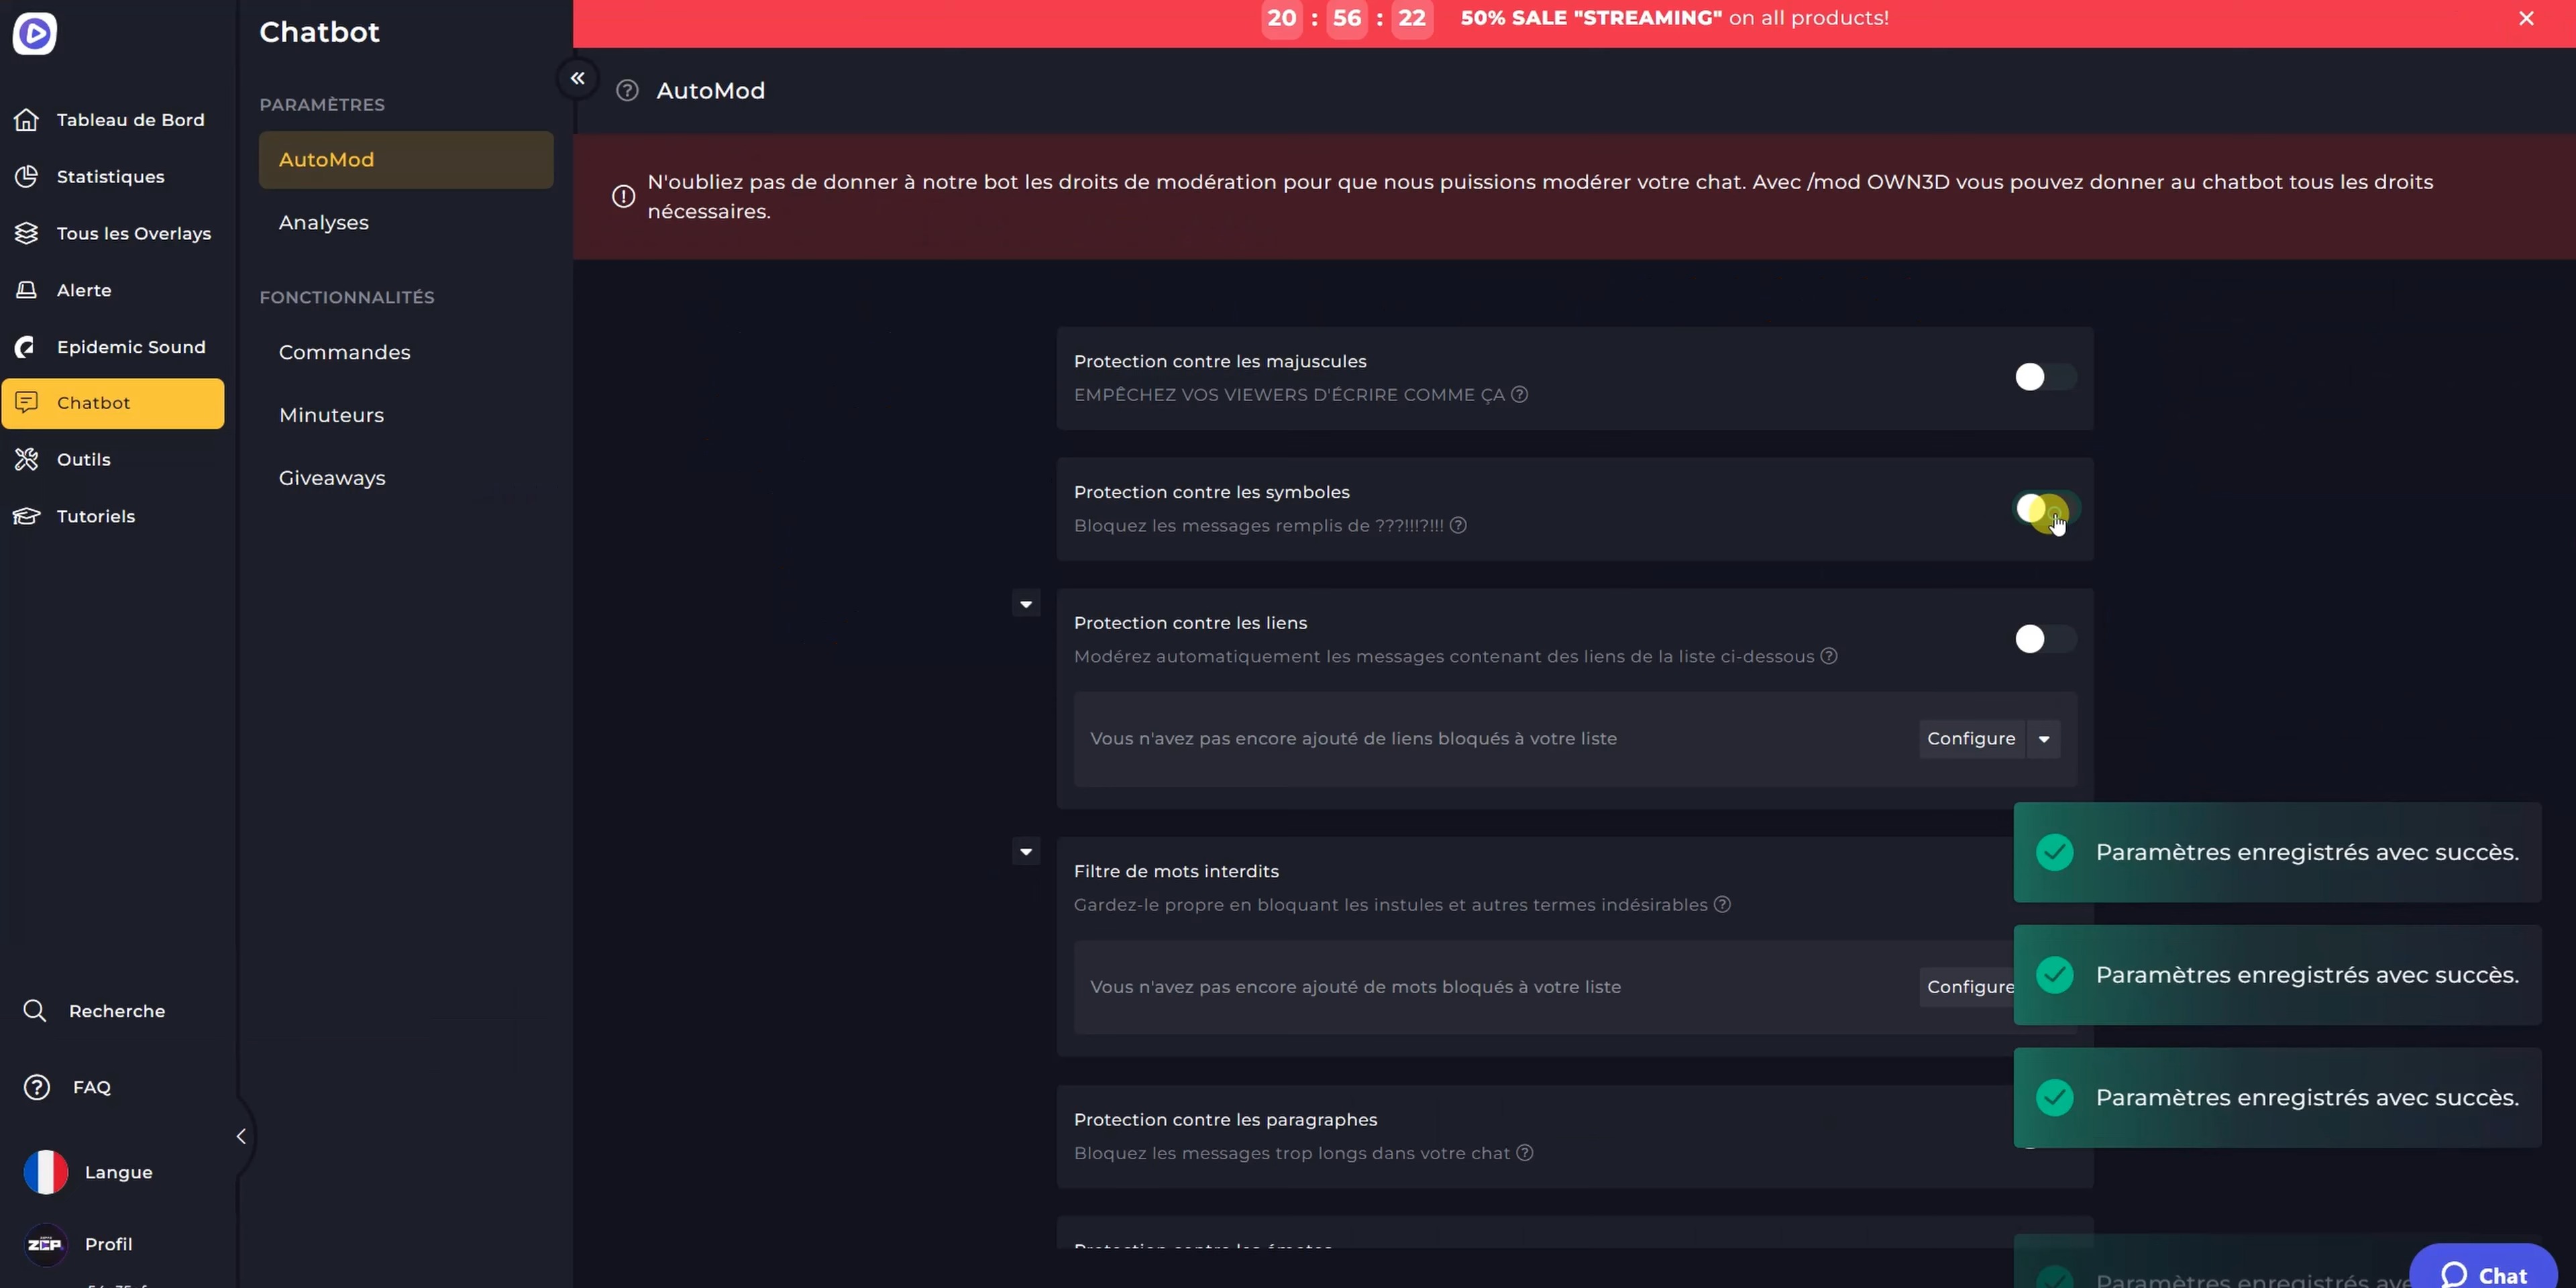 20 : 56 : 22 50% SALE "STREAMING" on all products!
Chatbot
PARAMÈTRES
AutoMod
Analyses
FONCTIONNALITÉS
Commandes
Minuteurs
Giveaways
Tableau de Bord
Statistiques
Tous les Overlays
Alerte
Epidemic Sound
Chatbot
Outils
Tutoriels
Recherche
FAQ
Langue
Profil
AutoMod
N'oubliez pas de donner à notre bot les droits de modération pour que nous puissions modérer votre chat. Avec /mod OWN3D vous pouvez donner au chatbot tous les droits
nécessaires.
Protection contre les majuscules
EMPÊCHEZ VOS VIEWERS D'ÉCRIRE COMME ÇA
Protection contre les symboles
Bloquez les messages remplis de ???!!!?!!!
Protection contre les liens
Modérez automatiquement les messages contenant des liens de la liste ci-dessous
Vous n'avez pas encore ajouté de liens bloqués à votre liste
Configure
Filtre de mots interdits
Gardez-le propre en bloquant les instules et autres termes indésirables
Vous n'avez pas encore ajouté de mots bloqués à votre liste
Configure
Protection contre les paragraphes
Bloquez les messages trop longs dans votre chat
Paramètres enregistrés avec succès.
Paramètres enregistrés avec succès.
Paramètres enregistrés avec succès.
Paramètres enregistrés
Chat